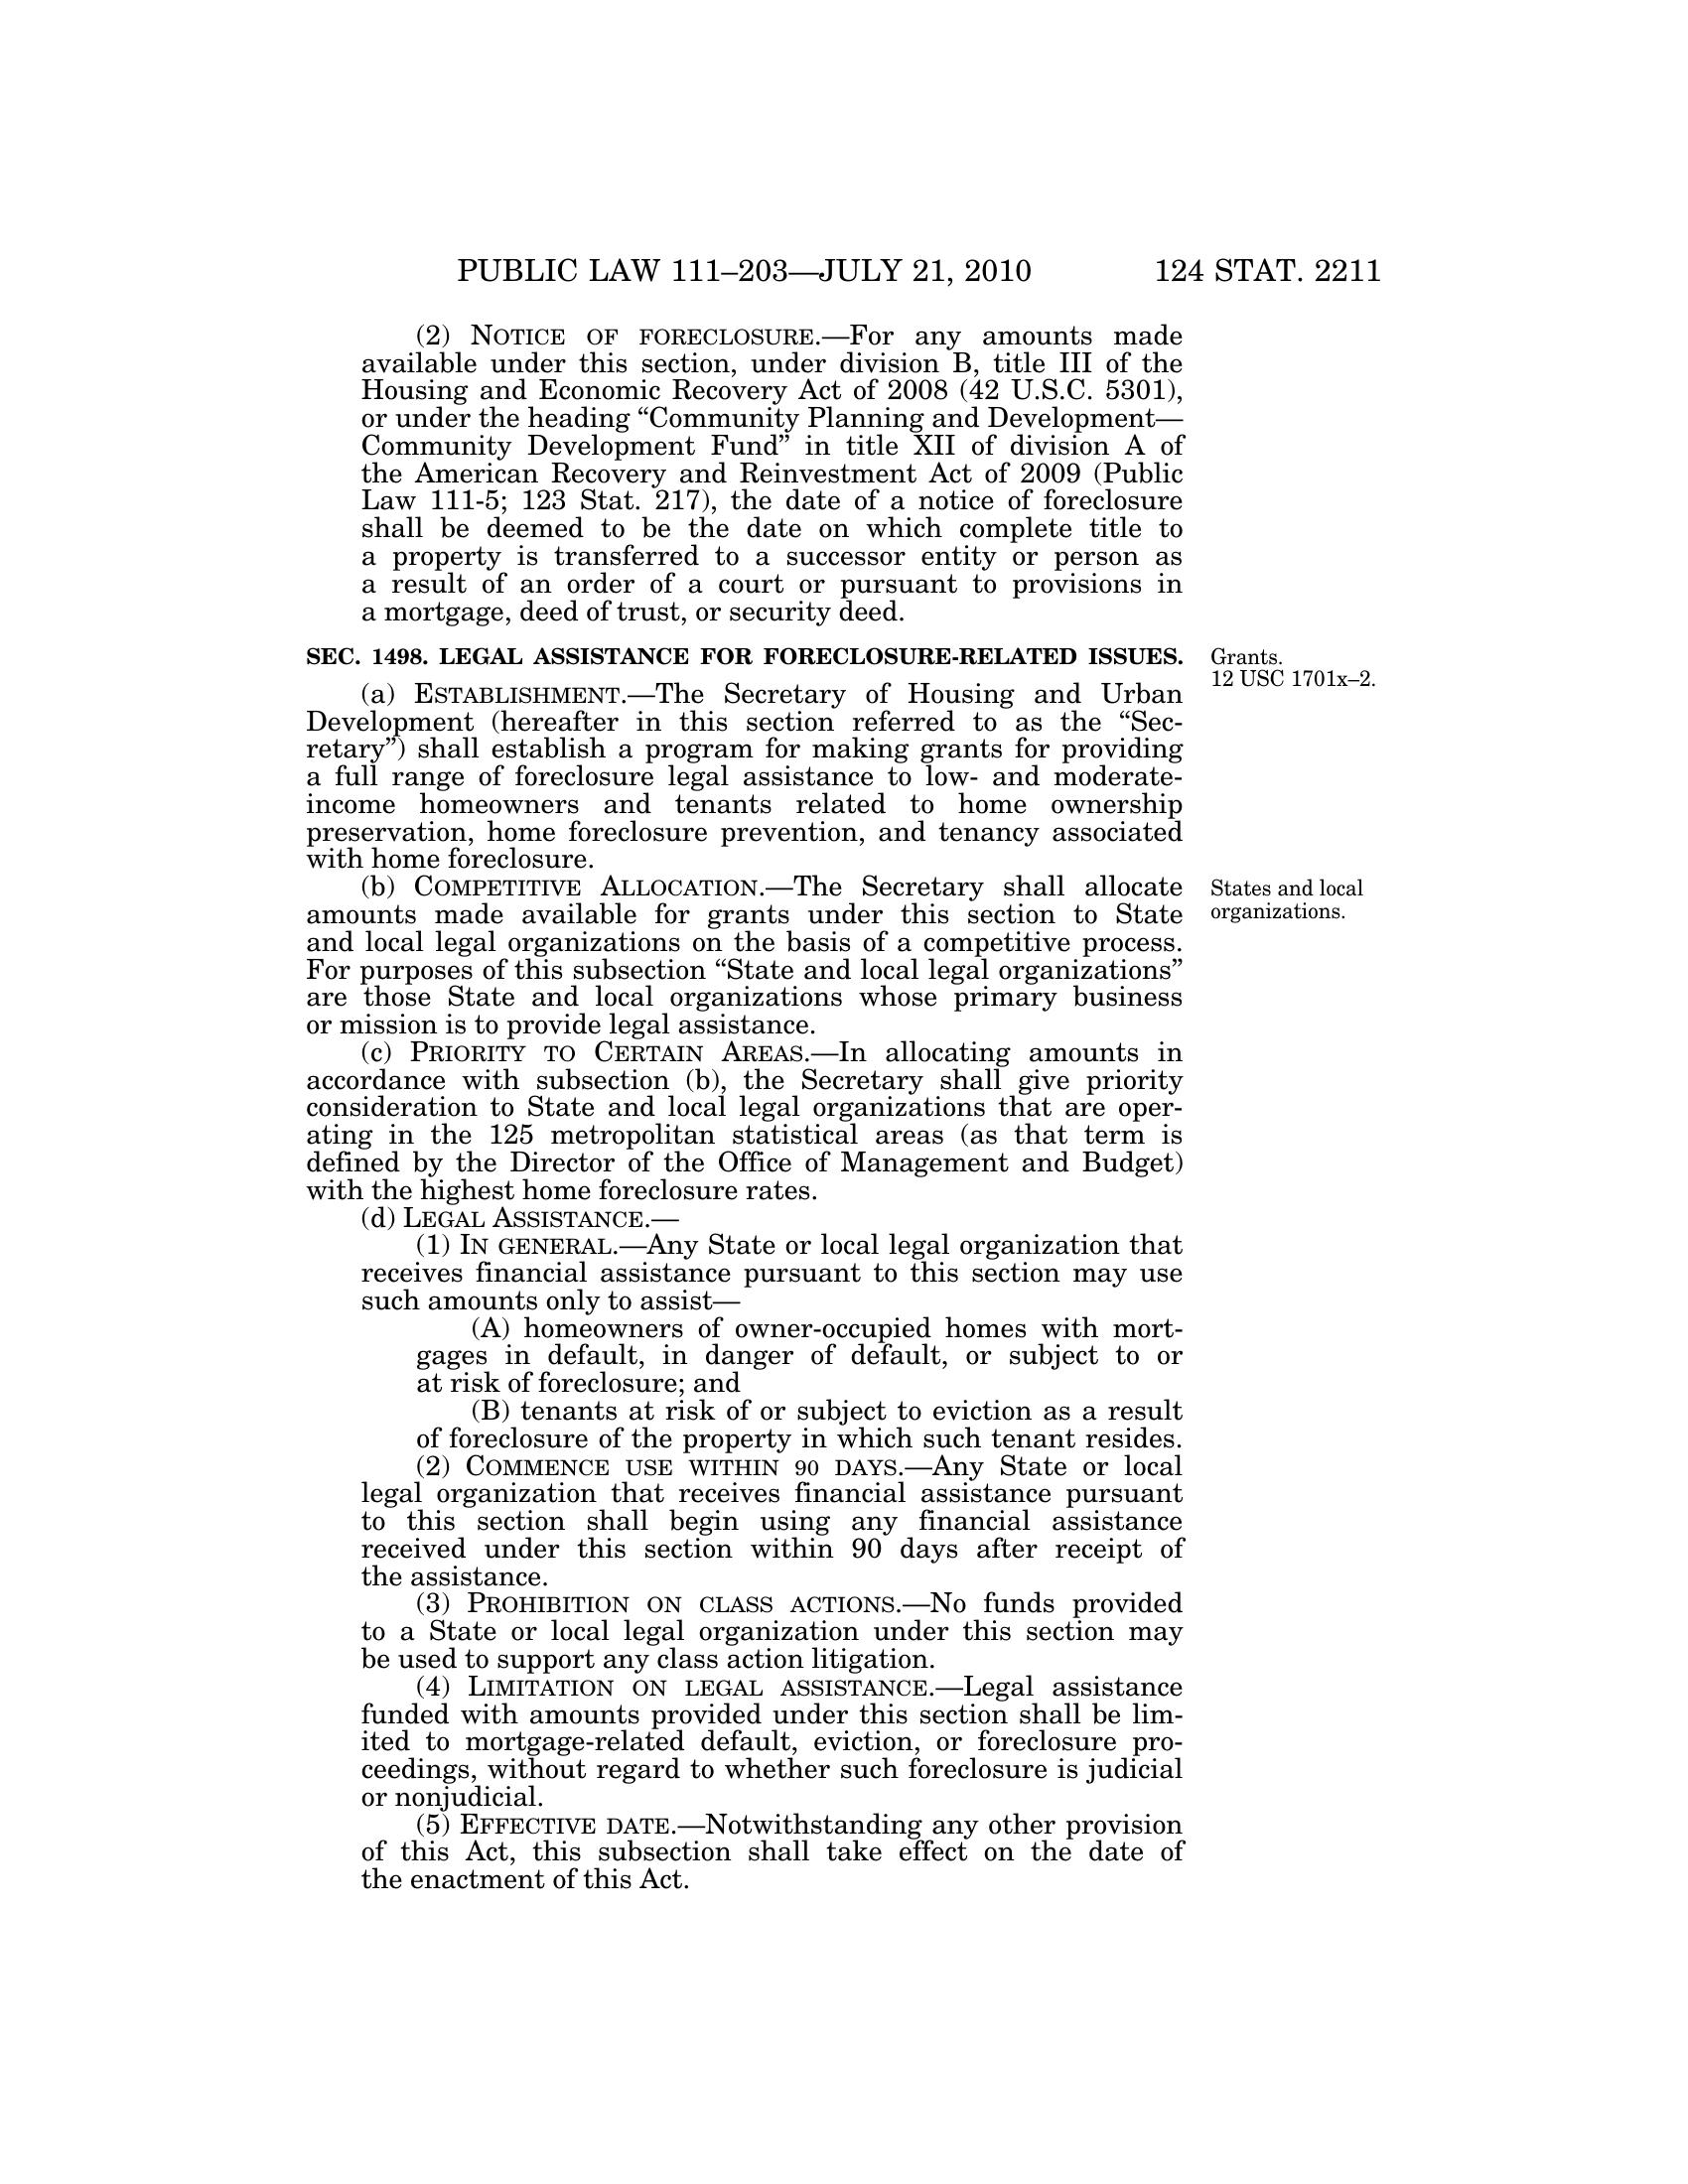 PUBLIC LAW 111–203—JULY 21, 2010 124 STAT. 2211
(2) NOTICE OF FORECLOSURE.—For any amounts made
available under this section, under division B, title III of the
Housing and Economic Recovery Act of 2008 (42 U.S.C. 5301),
or under the heading “Community Planning and Development—
Community Development Fund” in title XII of division A of
the American Recovery and Reinvestment Act of 2009 (Public
Law 111-5; 123 Stat. 217), the date of a notice of foreclosure
shall be deemed to be the date on which complete title to
a property is transferred to a successor entity or person as
a result of an order of a court or pursuant to provisions in
a mortgage, deed of trust, or security deed.
SEC. 1498. LEGAL ASSISTANCE FOR FORECLOSURE-RELATED ISSUES.
Grants.
12 USC 1701x–2.
(a) ESTABLISHMENT.—The Secretary of Housing and Urban
Development (hereafter in this section referred to as the “Sec-
retary”) shall establish a program for making grants for providing
a full range of foreclosure legal assistance to low- and moderate-
income homeowners and tenants related to home ownership
preservation, home foreclosure prevention, and tenancy associated
with home foreclosure.
(b) COMPETITIVE ALLOCATION.—The Secretary shall allocate
amounts made available for grants under this section to State
and local legal organizations on the basis of a competitive process.
For purposes of this subsection “State and local legal organizations”
are those State and local organizations whose primary business
or mission is to provide legal assistance.
States and local
organizations.
(c) PRIORITY TO CERTAIN AREAS.—In allocating amounts in
accordance with subsection (b), the Secretary shall give priority
consideration to State and local legal organizations that are oper-
ating in the 125 metropolitan statistical areas (as that term is
defined by the Director of the Office of Management and Budget)
with the highest home foreclosure rates.
(d) LEGAL ASSISTANCE.—
(1) IN GENERAL.—Any State or local legal organization that
receives financial assistance pursuant to this section may use
such amounts only to assist—
(A) homeowners of owner-occupied homes with mort-
gages in default, in danger of default, or subject to or
at risk of foreclosure; and
(B) tenants at risk of or subject to eviction as a result
of foreclosure of the property in which such tenant resides.
(2) COMMENCE USE WITHIN 90 DAYS.—Any State or local
legal organization that receives financial assistance pursuant
to this section shall begin using any financial assistance
received under this section within 90 days after receipt of
the assistance.
(3) PROHIBITION ON CLASS ACTIONS.—No funds provided
to a State or local legal organization under this section may
be used to support any class action litigation.
(4) LIMITATION ON LEGAL ASSISTANCE.—Legal assistance
funded with amounts provided under this section shall be lim-
ited to mortgage-related default, eviction, or foreclosure pro-
ceedings, without regard to whether such foreclosure is judicial
or nonjudicial.
(5) EFFECTIVE DATE.—Notwithstanding any other provision
of this Act, this subsection shall take effect on the date of
the enactment of this Act.